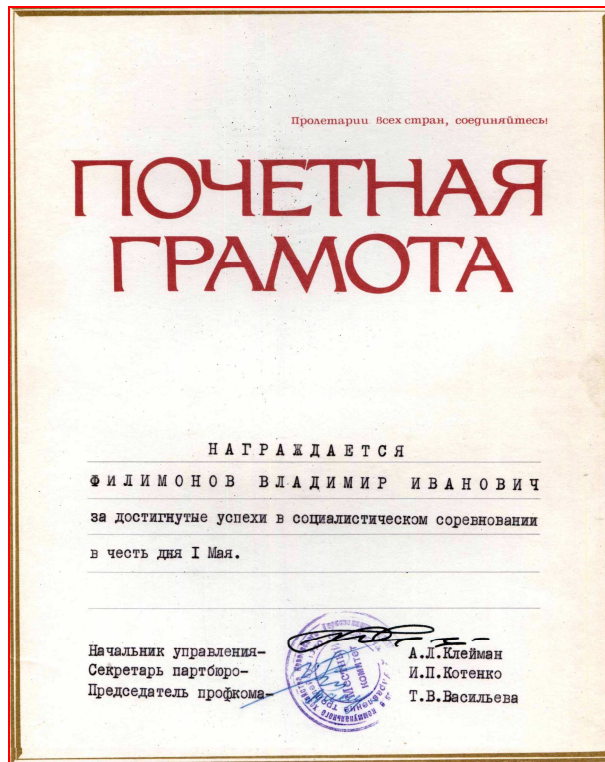 Пролетарии всех стран, соединяйтесь!
ПОЧЕТНАЯ
ГРАМОТА
НАГРАЖДАЕТСЯ
ФИЛИМОНОВ ВЛАДИМИР ИВАНОВИЧ
за достигнутые успехи в социалистическом соревновании
в честь дня I Мая.
Начальник управления- А.Л.Клейман
Секретарь партбюро- И.П.Котенко
Председатель профкома- Т.В.Васильева